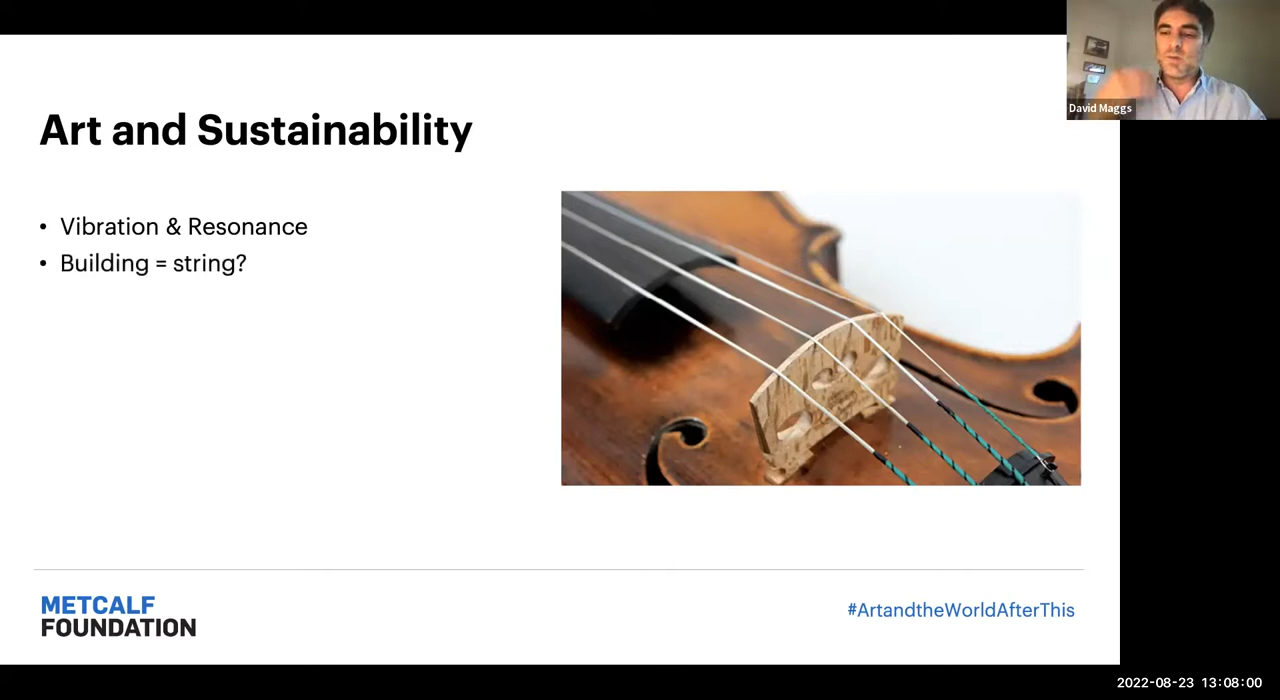 David Maggs
Art and Sustainability
• Vibration & Resonance
• Building = string?
METCALF
FOUNDATION
#ArtandtheWorldAfterThis
2022-08-23 13:08:00